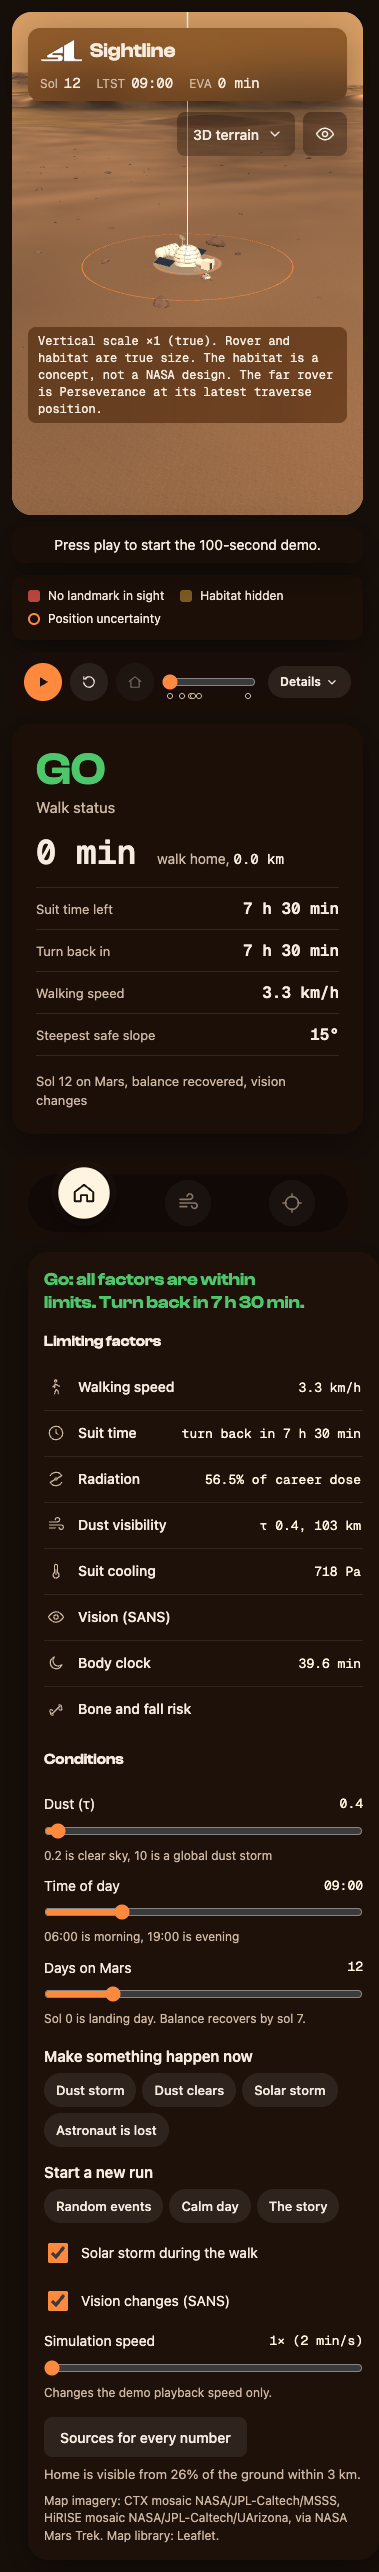 Sightline
Sol 12 LTST 09:00 EVA 0 min
3D terrain
Vertical scale ×1 (true). Rover and
habitat are true size. The habitat is a
concept, not a NASA design. The far rover
is Perseverance at its latest traverse
position.
Press play to start the 100-second demo.
No landmark in sight Habitat hidden
Position uncertainty
Details
GO
Walk status
0 min walk home, 0.0 km
Suit time left 7 h 30 min
Turn back in 7 h 30 min
Walking speed 3.3 km/h
Steepest safe slope 15°
Sol 12 on Mars, balance recovered, vision
changes
Go: all factors are within
limits. Turn back in 7 h 30 min.
Limiting factors
Walking speed 3.3 km/h
Suit time turn back in 7 h 30 min
Radiation 56.5% of career dose
Dust visibility τ 0.4, 103 km
Suit cooling 718 Pa
Vision (SANS)
Body clock 39.6 min
Bone and fall risk
Conditions
Dust (τ) 0.4
0.2 is clear sky, 10 is a global dust storm
Time of day 09:00
06:00 is morning, 19:00 is evening
Days on Mars 12
Sol 0 is landing day. Balance recovers by sol 7.
Make something happen now
Dust storm Dust clears Solar storm
Astronaut is lost
Start a new run
Random events Calm day The story
Solar storm during the walk
Vision changes (SANS)
Simulation speed 1× (2 min/s)
Changes the demo playback speed only.
Sources for every number
Home is visible from 26% of the ground within 3 km.
Map imagery: CTX mosaic NASA/JPL-Caltech/MSSS,
HiRISE mosaic NASA/JPL-Caltech/UArizona, via NASA
Mars Trek. Map library: Leaflet.